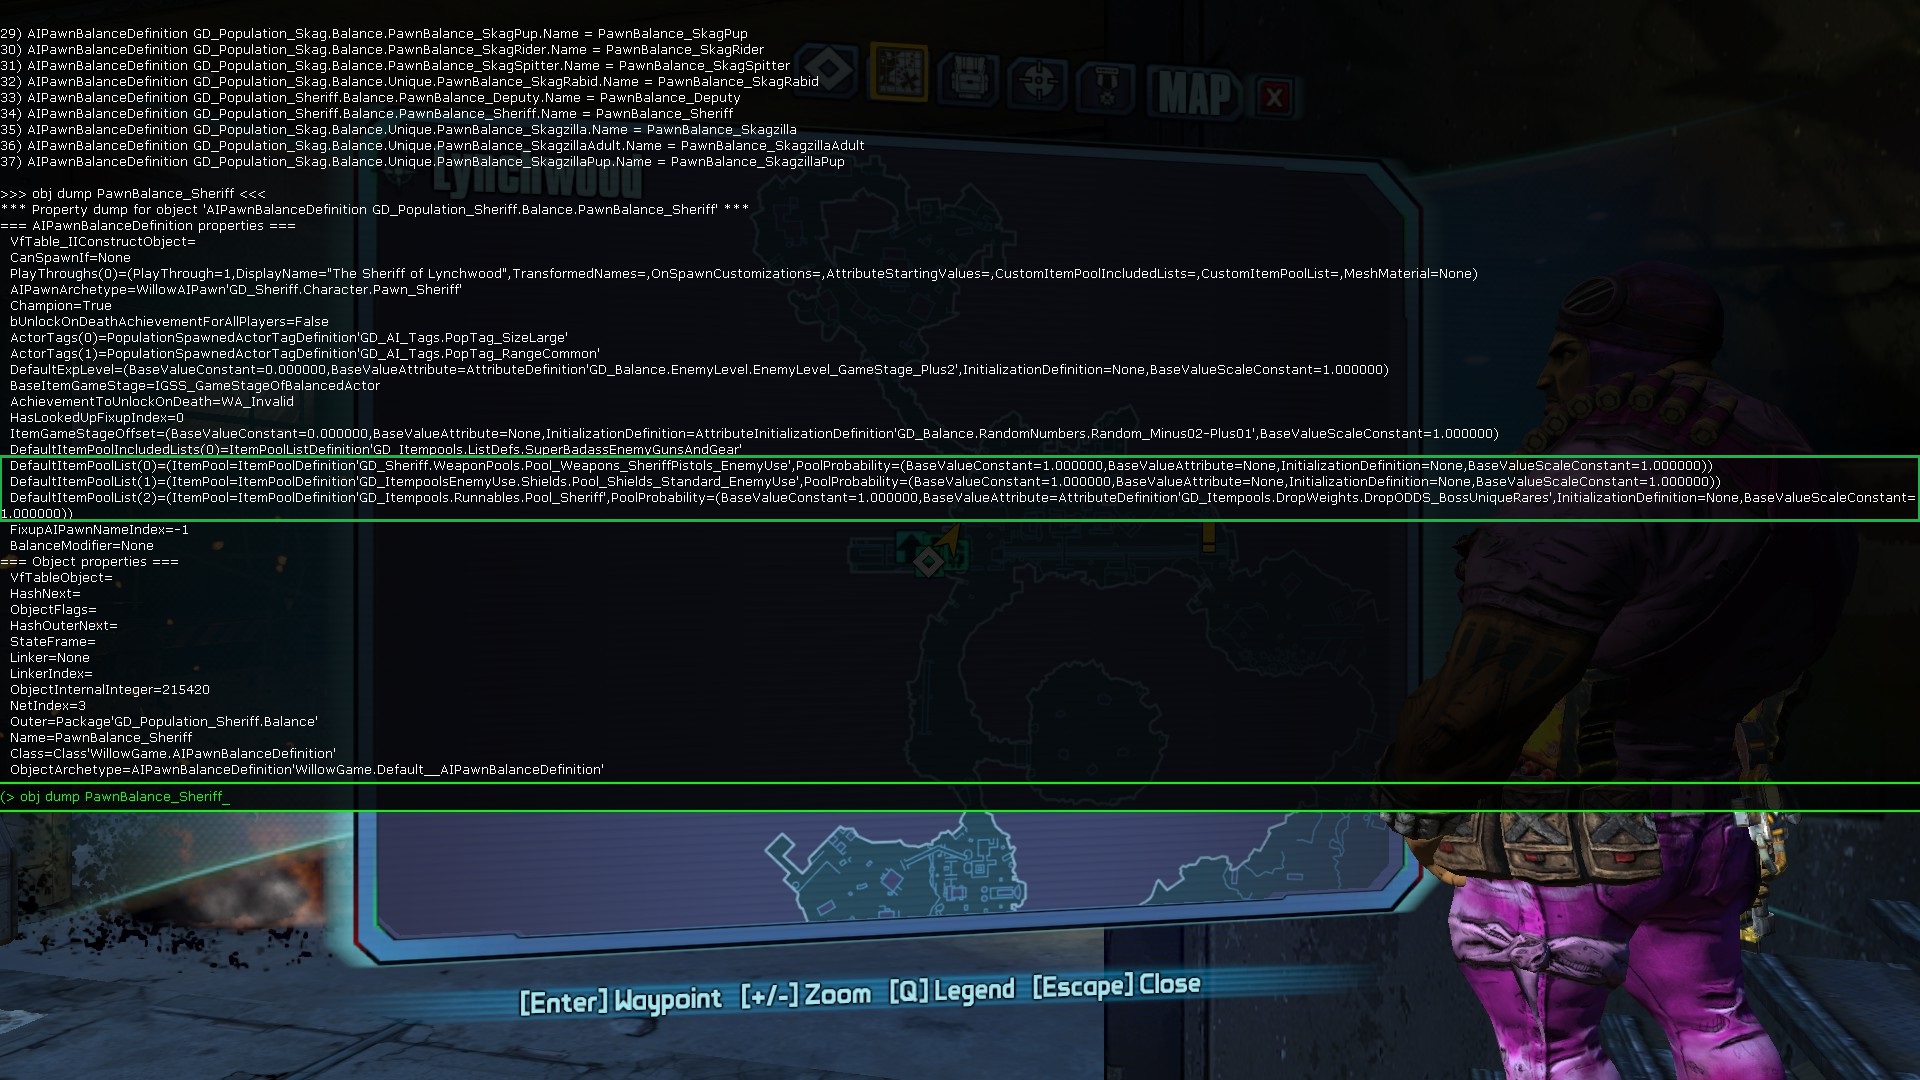 29) AIPawnBalanceDefinition GD_Population_Skag.Balance.PawnBalance_SkagPup.Name = PawnBalance_SkagPup
30) AIPawnBalanceDefinition GD_Population_Skag.Balance.PawnBalance_SkagRider.Name = PawnBalance_SkagRider
31) AIPawnBalanceDefinition GD_Population_Skag.Balance.PawnBalance_SkagSpitter.Name = PawnBalance_SkagSpitter
32) AIPawnBalanceDefinition GD_Population_Skag.Balance.Unique.PawnBalance_SkagRabid.Name = PawnBalance_SkagRabid
33) AIPawnBalanceDefinition GD_Population_Sheriff.Balance.PawnBalance_Deputy.Name = PawnBalance_Deputy
34) AIPawnBalanceDefinition GD_Population_Sheriff.Balance.PawnBalance_Sheriff.Name = PawnBalance_Sheriff
35) AIPawnBalanceDefinition GD_Population_Skag.Balance.Unique.PawnBalance_Skagzilla.Name = PawnBalance_Skagzilla
36) AIPawnBalanceDefinition GD_Population_Skag.Balance.Unique.PawnBalance_SkagzillaAdult.Name = PawnBalance_SkagzillaAdult
37) AIPawnBalanceDefinition GD_Population_Skag.Balance.Unique.PawnBalance_SkagzillaPup.Name = PawnBalance_SkagzillaPup
MAP
X
Lynchwood
>>> obj dump PawnBalance_Sheriff <<<
*** Property dump for object 'AIPawnBalanceDefinition GD_Population_Sheriff.Balance.PawnBalance_Sheriff' ***
=== AIPawnBalanceDefinition properties ===
VfTable_IIConstructObject=
CanSpawnIf=None
PlayThroughs(0)=(PlayThrough=1,DisplayName="The Sheriff of Lynchwood",TransformedNames=,OnSpawnCustomizations=,AttributeStartingValues=,CustomItemPoolIncludedLists=,CustomItemPoolList=,MeshMaterial=None)
AIPawnArchetype=WillowAIPawn'GD_Sheriff.Character.Pawn_Sheriff'
Champion=True
bUnlockOnDeathAchievementForAllPlayers=False
ActorTags(0)=PopulationSpawnedActorTagDefinition'GD_AI_Tags.PopTag_SizeLarge'
ActorTags(1)=PopulationSpawnedActorTagDefinition'GD_AI_Tags.PopTag_RangeCommon'
DefaultExpLevel=(BaseValueConstant=0.000000,BaseValueAttribute=AttributeDefinition'GD_Balance.EnemyLevel.EnemyLevel_GameStage_Plus2',InitializationDefinition=None,BaseValueScaleConstant=1.000000)
BaseItemGameStage=IGSS_GameStageOfBalancedActor
AchievementToUnlockOnDeath=WA_Invalid
HasLookedUpFixupIndex=0
ItemGameStageOffset=(BaseValueConstant=0.000000,BaseValueAttribute=None,InitializationDefinition=AttributeInitializationDefinition'GD_Balance.RandomNumbers.Random_Minus02-Plus01',BaseValueScaleConstant=1.000000)
DefaultItemPoolIncludedLists(0)=ItemPoolListDefinition'GD_Itempools.ListDefs.SuperBadassEnemyGunsAndGear'
DefaultItemPoolList(0)=(ItemPool=ItemPoolDefinition'GD_Sheriff.WeaponPools.Pool_Weapons_SheriffPistols_EnemyUse',PoolProbability=(BaseValueConstant=1.000000,BaseValueAttribute=None,InitializationDefinition=None,BaseValueScaleConstant=1.000000))
DefaultItemPoolList(1)=(ItemPool=ItemPoolDefinition'GD_ItempoolsEnemyUse.Shields.Pool_Shields_Standard_EnemyUse',PoolProbability=(BaseValueConstant=1.000000,BaseValueAttribute=None,InitializationDefinition=None,BaseValueScaleConstant=1.000000))
DefaultItemPoolList(2)=(ItemPool=ItemPoolDefinition'GD_Itempools.Runnables.Pool_Sheriff',PoolProbability=(BaseValueConstant=1.000000,BaseValueAttribute=AttributeDefinition'GD_Itempools.DropWeights.DropODDS_BossUniqueRares',InitializationDefinition=None,BaseValueScaleConstant=
1.000000))
FixupAIPawnNameIndex=-1
BalanceModifier=None
=== Object properties ===
VfTableObject=
HashNext=
ObjectFlags=
HashOuterNext=
StateFrame=
Linker=None
LinkerIndex=
ObjectInternalInteger=215420
NetIndex=3
Outer=Package'GD_Population_Sheriff.Balance'
Name=PawnBalance_Sheriff
Class=Class'WillowGame.AIPawnBalanceDefinition'
ObjectArchetype=AIPawnBalanceDefinition'WillowGame.Default__AIPawnBalanceDefinition'
(> obj dump PawnBalance_Sheriff_
[Enter] Waypoint [+/-] Zoom [Q] Legend [Escape] Close